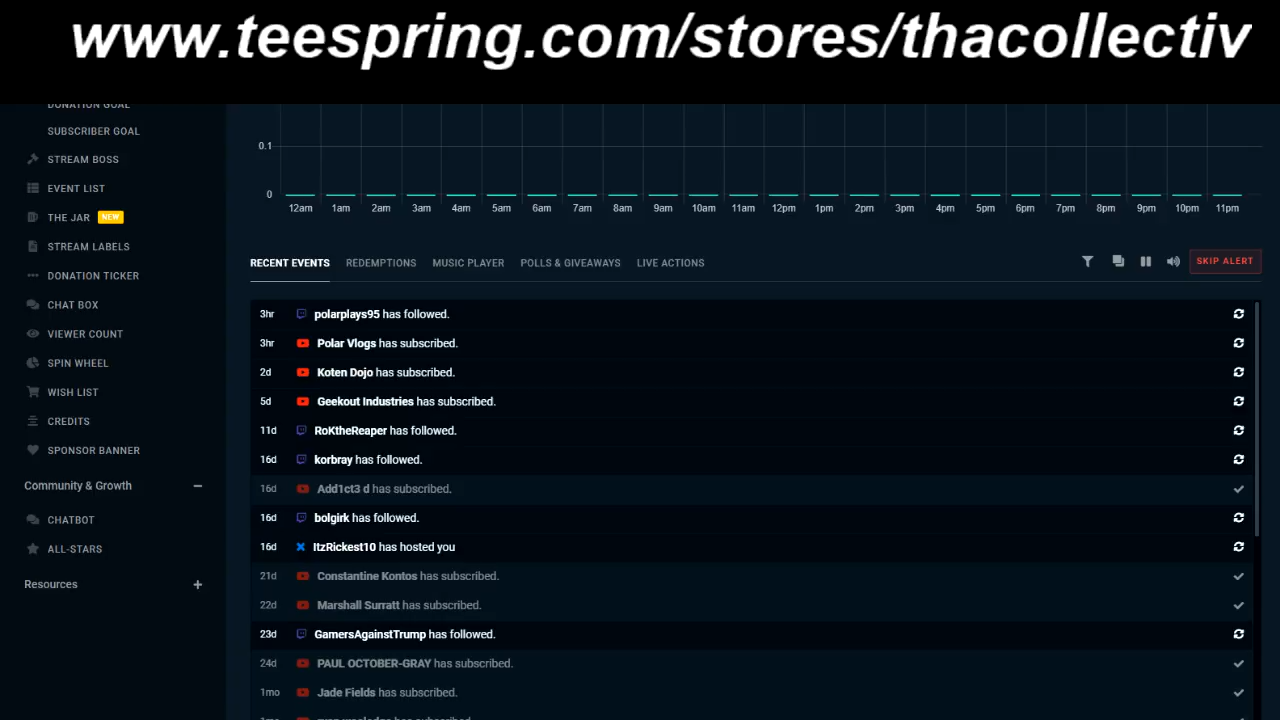 www.teespring.com/stores/thacollectiv
DONATION GOAL
SUBSCRIBER GOAL
STREAM BOSS
EVENT LIST
THE JAR NEW
STREAM LABELS
DONATION TICKER
CHAT BOX
VIEWER COUNT
SPIN WHEEL
WISH LIST
CREDITS
SPONSOR BANNER
Community & Growth
CHATBOT
ALL-STARS
Resources
0.1
0
12am 1am 2am 3am 4am 5am 6am 7am 8am 9am 10am 11am 12pm 1pm 2pm 3pm 4pm 5pm 6pm 7pm 8pm 9pm 10pm 11pm
RECENT EVENTS REDEMPTIONS MUSIC PLAYER POLLS & GIVEAWAYS LIVE ACTIONS SKIP ALERT
3hr polarplays95 has followed.
3hr Polar Vlogs has subscribed.
2d Koten Dojo has subscribed.
5d Geekout Industries has subscribed.
11d RoKtheReaper has followed.
16d korbray has followed.
16d Add1ct3 d has subscribed.
16d bolgirk has followed.
16d ItzRickest10 has hosted you
21d Constantine Kontos has subscribed.
22d Marshall Surratt has subscribed.
23d GamersAgainstTrump has followed.
24d PAUL OCTOBER-GRAY has subscribed.
1mo Jade Fields has subscribed.